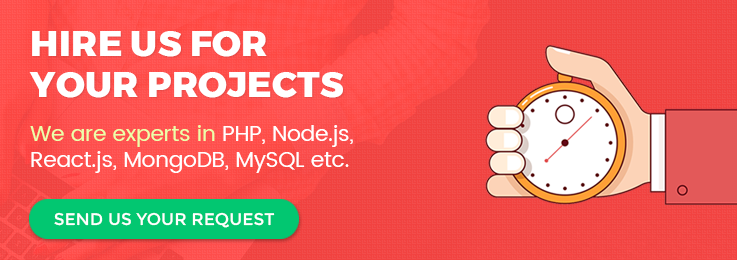 HIRE US FOR
YOUR PROJECTS
We are experts in PHP, Node.js,
React.js, MongoDB, MySQL etc.
SEND US YOUR REQUEST